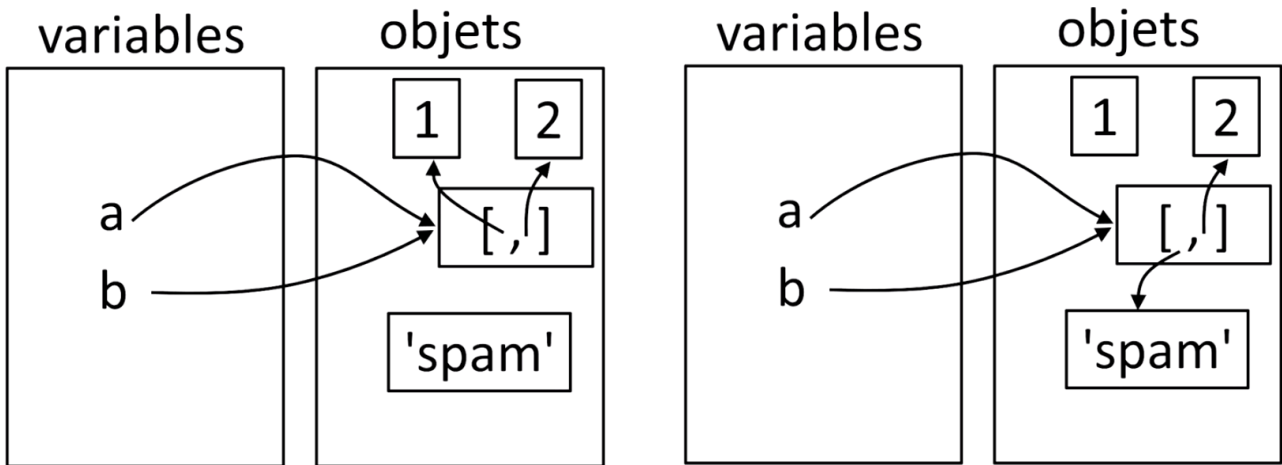 variables objets
1 2
a
[ , ]
b
'spam'
variables objets
1 2
a
[ , ]
b
'spam'